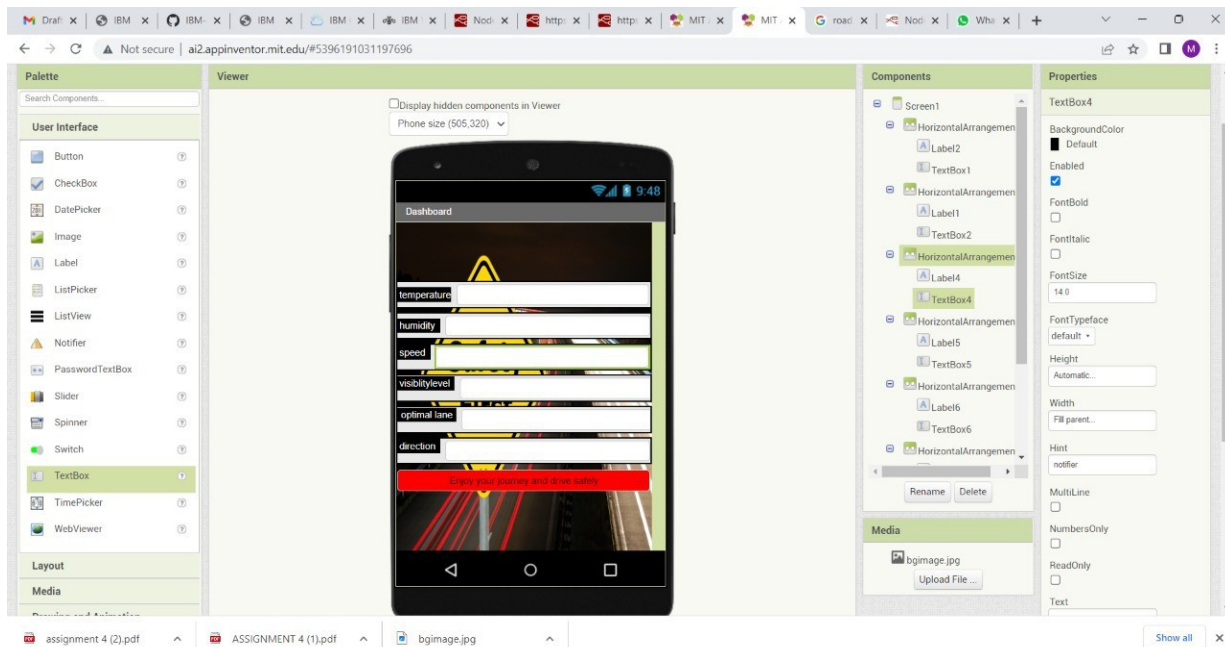 Draft IBM IBM- IBM IBM IBM Node https https MIT MIT G road Node Wha
Not secure | ai2.appinventor.mit.edu/#5396191031197696
M
Palette
Search Components...
User Interface
Button
CheckBox
DatePicker
Image
Label
ListPicker
ListView
Notifier
PasswordTextBox
Slider
Spinner
Switch
TextBox
TimePicker
WebViewer
Layout
Media
Drawing and Animation
Viewer
Display hidden components in Viewer
Phone size (505,320)
9:48
Dashboard
temperature
humidity
speed
visiblitylevel
optimal lane
direction
Enjoy your journey and drive safely
Components
Screen1
HorizontalArrangemen
Label2
TextBox1
HorizontalArrangemen
Label1
TextBox2
HorizontalArrangemen
Label4
TextBox4
HorizontalArrangemen
Label5
TextBox5
HorizontalArrangemen
Label6
TextBox6
HorizontalArrangemen
Rename Delete
Media
bgimage.jpg
Upload File ...
Properties
TextBox4
BackgroundColor
Default
Enabled
FontBold
FontItalic
FontSize
14.0
FontTypeface
default
Height
Automatic...
Width
Fill parent...
Hint
notifier
MultiLine
NumbersOnly
ReadOnly
Text
assignment 4 (2).pdf
ASSIGNMENT 4 (1).pdf
bgimage.jpg
Show all